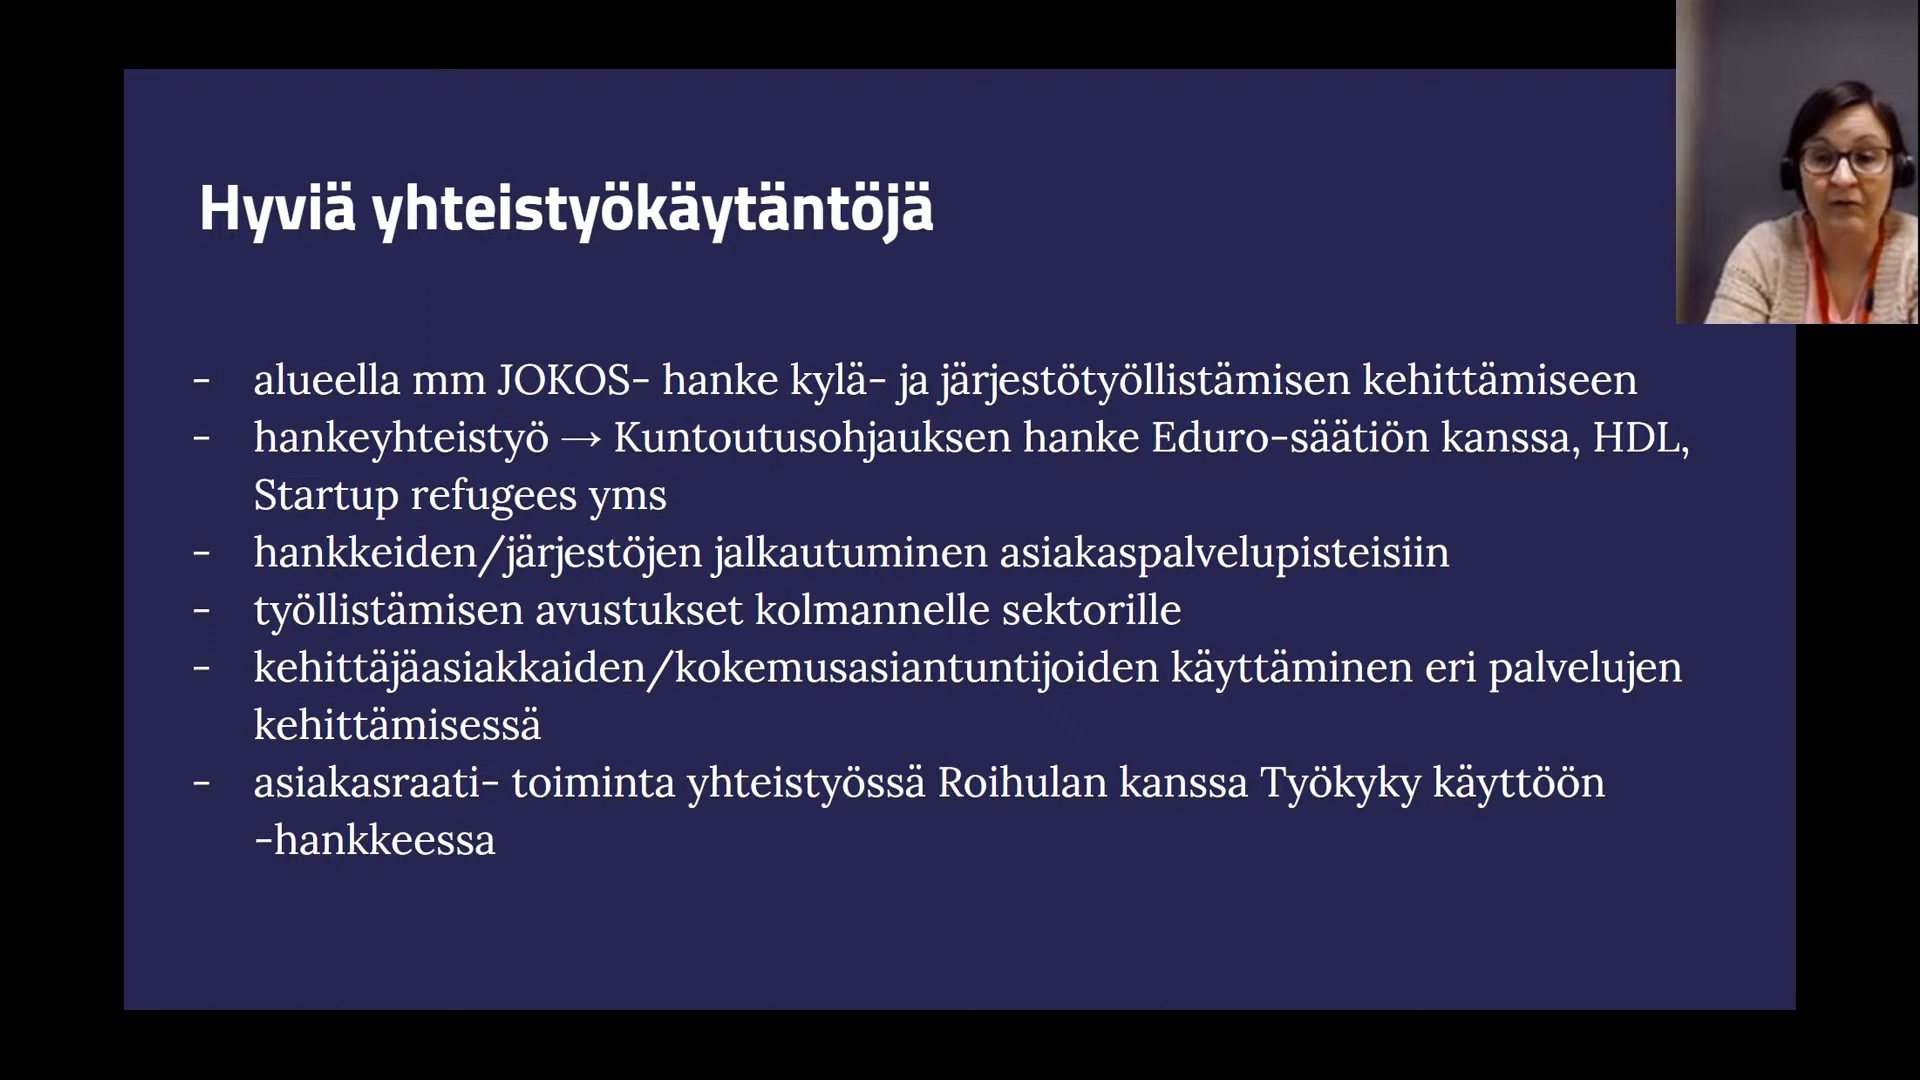 Hyviä yhteistyökäytäntöjä
- alueella mm JOKOS- hanke kylä- ja järjestötyöllistämisen kehittämiseen
- hankeyhteistyö → Kuntoutusohjauksen hanke Eduro-säätiön kanssa, HDL,
Startup refugees yms
- hankkeiden/järjestöjen jalkautuminen asiakaspalvelupisteisiin
- työllistämisen avustukset kolmannelle sektorille
- kehittäjäasiakkaiden/kokemusasiantuntijoiden käyttäminen eri palvelujen
kehittämisessä
- asiakasraati- toiminta yhteistyössä Roihulan kanssa Työkyky käyttöön
-hankkeessa